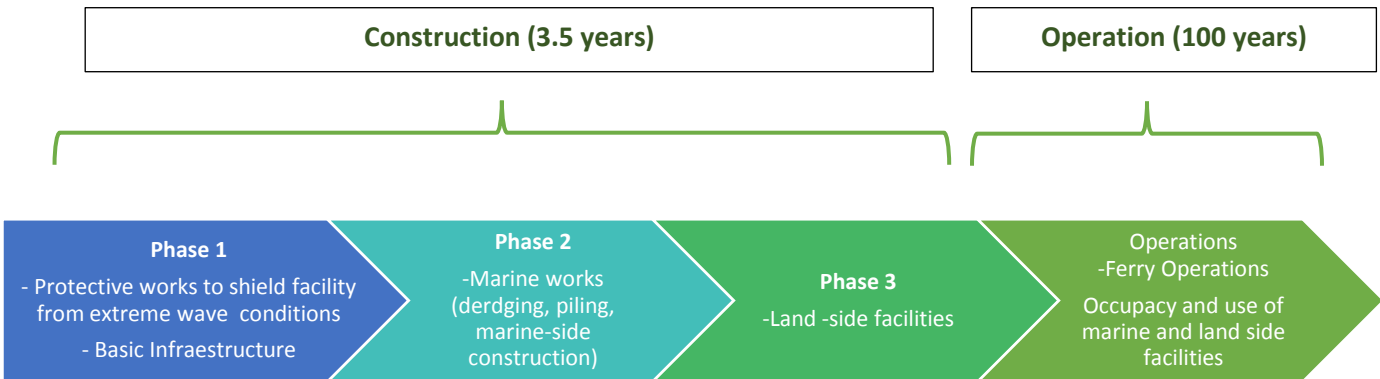 Construction (3.5 years)
Operation (100 years)
Phase 1
- Protective works to shield facility
from extreme wave conditions
- Basic Infraestructure
Phase 2
-Marine works
(derdging, piling,
marine-side
construction)
Phase 3
-Land -side facilities
Operations
-Ferry Operations
Occupacy and use of
marine and land side
facilities